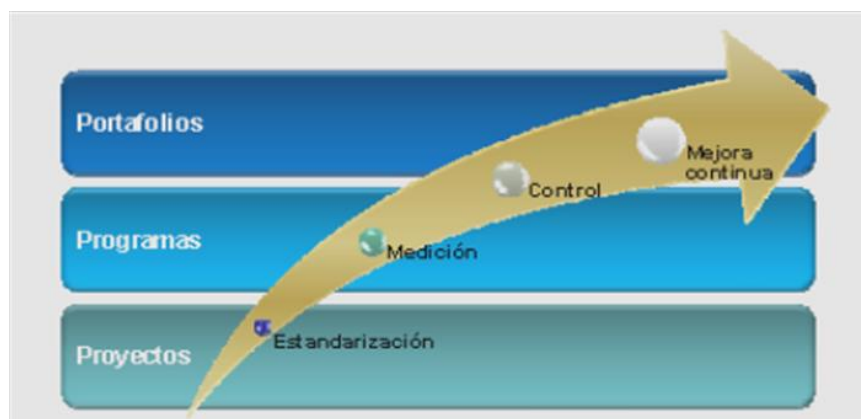 Portafolios
Mejora
continua
Control
Programas
Medición
Estandarización
Proyectos